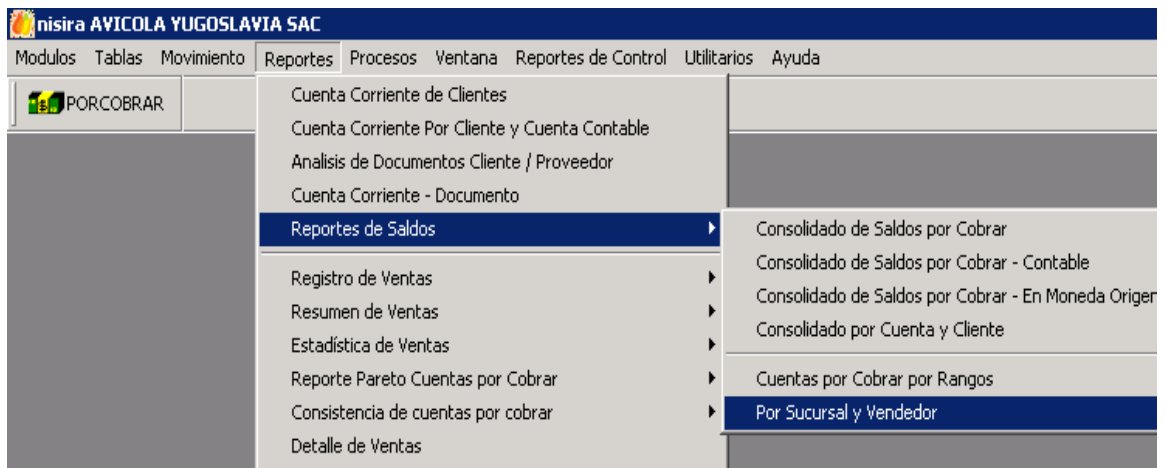 nisira AVICOLA YUGOSLAVIA SAC
Modulos Tablas Movimiento Reportes Procesos Ventana Reportes de Control Utilitarios Ayuda
PORCOBRAR
Cuenta Corriente de Clientes
Cuenta Corriente Por Cliente y Cuenta Contable
Analisis de Documentos Cliente / Proveedor
Cuenta Corriente - Documento
Reportes de Saldos
Registro de Ventas
Resumen de Ventas
Estadística de Ventas
Reporte Pareto Cuentas por Cobrar
Consistencia de cuentas por cobrar
Detalle de Ventas
Consolidado de Saldos por Cobrar
Consolidado de Saldos por Cobrar - Contable
Consolidado de Saldos por Cobrar - En Moneda Origen
Consolidado por Cuenta y Cliente
Cuentas por Cobrar por Rangos
Por Sucursal y Vendedor